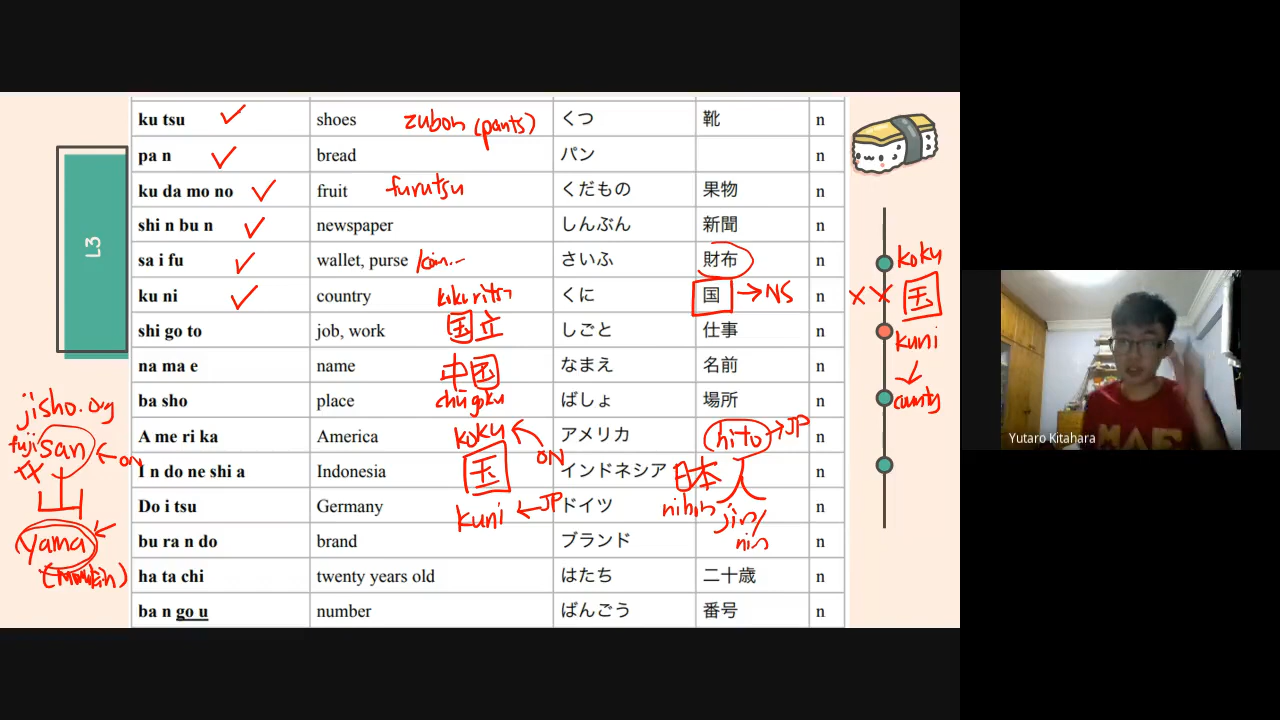 ku tsu ✓ shoes zubon (pants) くつ 靴 n
pa n ✓ bread パン n
ku da mo no ✓ fruit furutsu くだもの 果物 n
shi n bu n ✓ newspaper しんぶん 新聞 n
sa i fu ✓ wallet, purse さいふ 財布 n
ku ni ✓ country kokuritsu くに 国 → NS n
shi go to job, work 国立 しごと 仕事 n
na ma e name 中国 なまえ 名前 n
ba sho place chūgoku ばしょ 場所 n
A me ri ka America koku アメリカ hito → JP n
I n do ne shi a Indonesia 国 ON インドネシア 日本人 n
Do i tsu Germany kuni ← JP ドイツ nihon jin/ n
bu ra n do brand ブランド nin n
ha ta chi twenty years old はたち 二十歳 n
ba n go u number ばんごう 番号 n
L3
jisho.org
fuji san ← ON
山
yama
koku
XX 国
kuni
Yutaro Kitahara